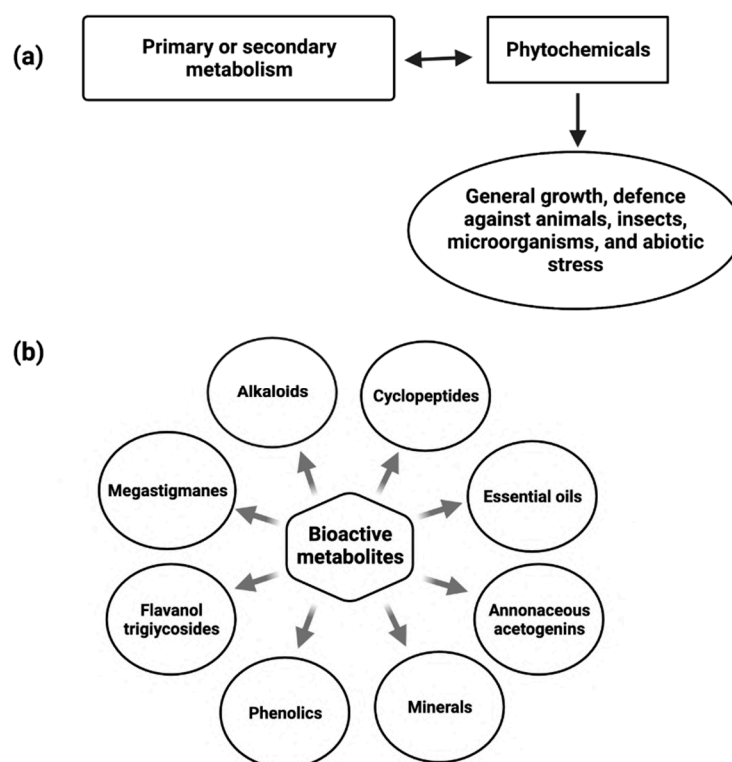 (a)
Primary or secondary
metabolism
Phytochemicals
General growth, defence
against animals, insects,
microorganisms, and abiotic
stress
(b)
Alkaloids
Cyclopeptides
Megastigmanes
Essential oils
Bioactive
metabolites
Flavanol
trigiycosides
Annonaceous
acetogenins
Phenolics
Minerals